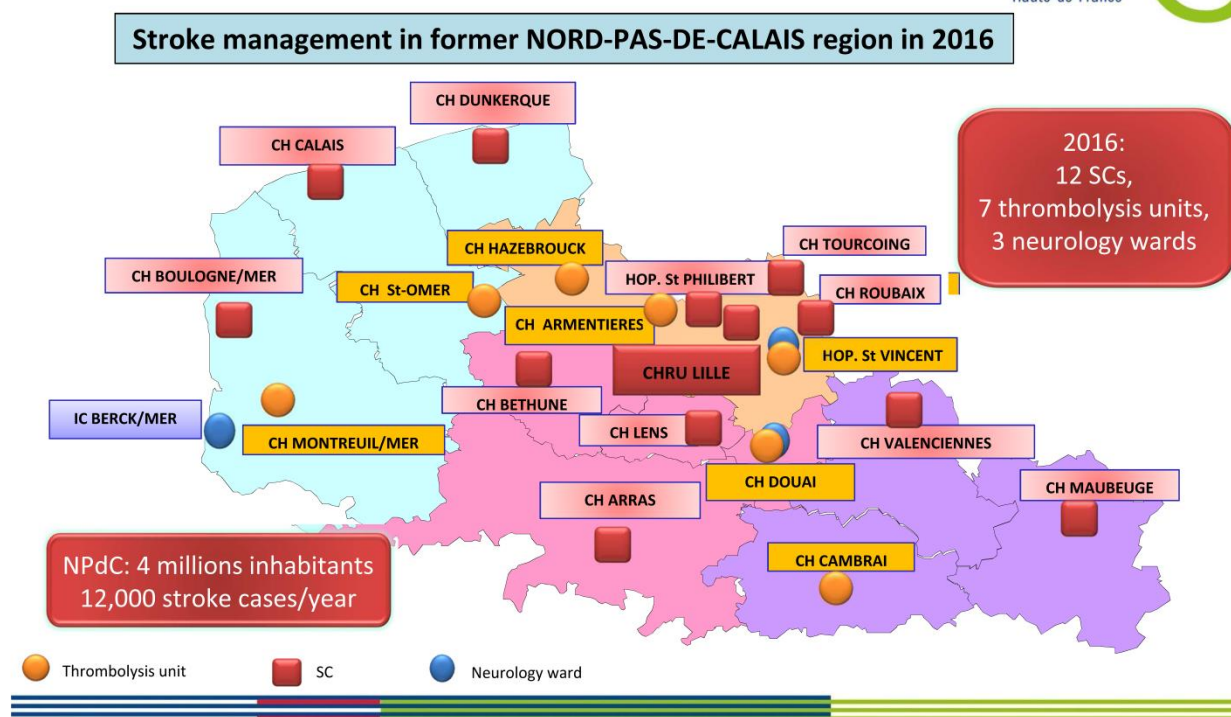 Hauts-de-France
Stroke management in former NORD-PAS-DE-CALAIS region in 2016
CH DUNKERQUE
CH CALAIS
2016:
12 SCs,
7 thrombolysis units,
3 neurology wards
CH HAZEBROUCK
CH TOURCOING
CH BOULOGNE/MER
HOP. St PHILIBERT
CH St-OMER
CH ROUBAIX
CH ARMENTIERES
HOP. St VINCENT
CHRU LILLE
CH BETHUNE
IC BERCK/MER
CH LENS
CH MONTREUIL/MER
CH VALENCIENNES
CH DOUAI
CH MAUBEUGE
CH ARRAS
CH CAMBRAI
NPdC: 4 millions inhabitants
12,000 stroke cases/year
Thrombolysis unit
SC
Neurology ward